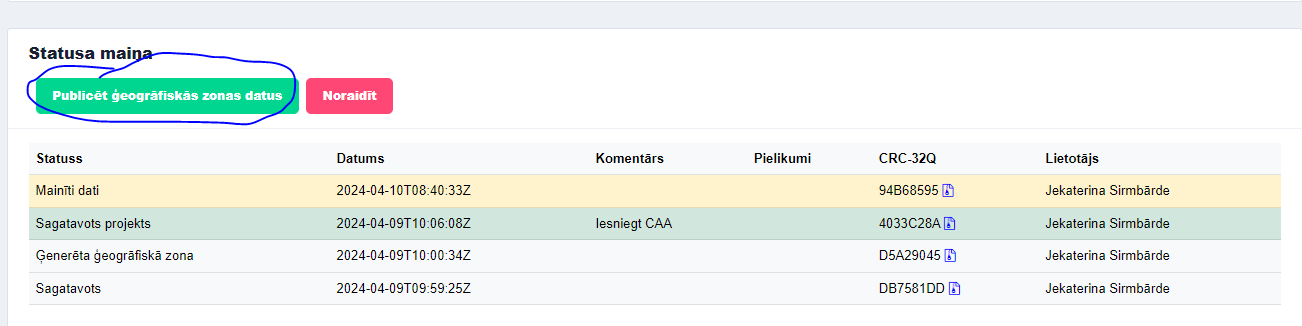 Statusa maiņa
Publicēt ģeogrāfiskās zonas datus Noraidīt
Statuss Datums Komentārs Pielikumi CRC-32Q Lietotājs
Mainīti dati 2024-04-10T08:40:33Z 94B68595 Jekaterina Sirmbārde
Sagatavots projekts 2024-04-09T10:06:08Z Iesniegt CAA 4033C28A Jekaterina Sirmbārde
Ģenerēta ģeogrāfiskā zona 2024-04-09T10:00:34Z D5A29045 Jekaterina Sirmbārde
Sagatavots 2024-04-09T09:59:25Z DB7581DD Jekaterina Sirmbārde